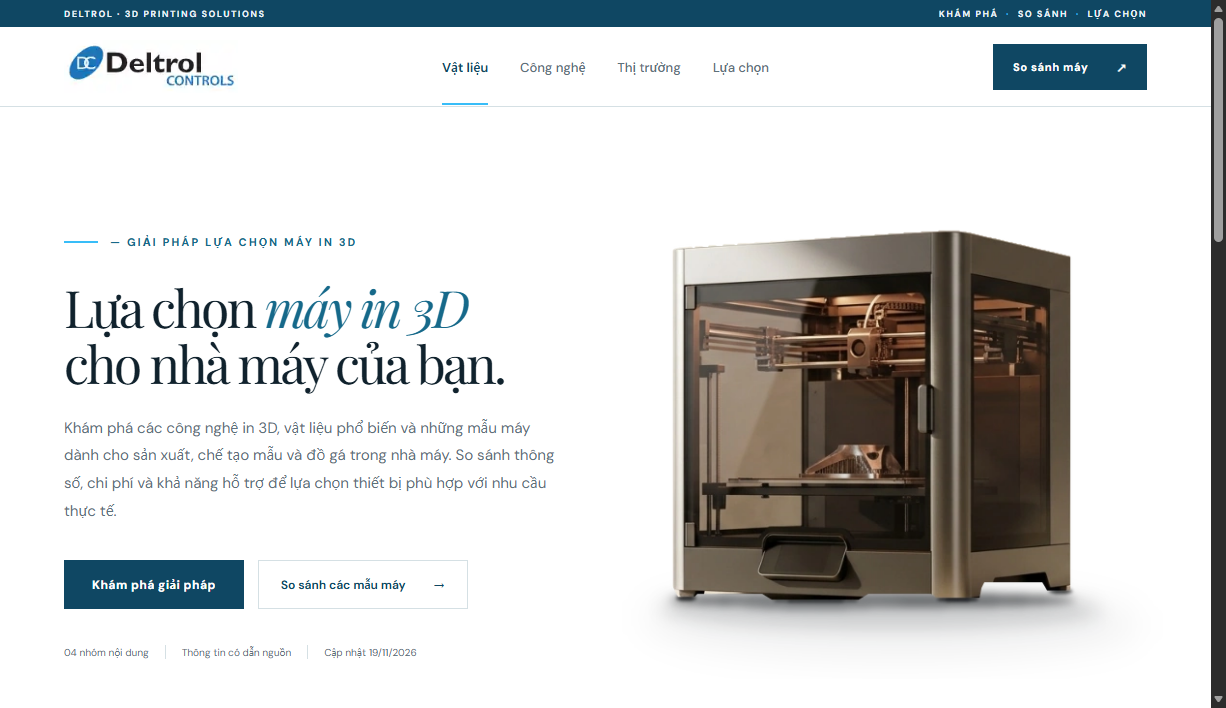 DELTROL • 3D PRINTING SOLUTIONS
KHÁM PHÁ · SO SÁNH · LỰA CHỌN
DC Deltrol
CONTROLS
Vật liệu
Công nghệ
Thị trường
Lựa chọn
So sánh máy ↗
— GIẢI PHÁP LỰA CHỌN MÁY IN 3D
Lựa chọn máy in 3D
cho nhà máy của bạn.
Khám phá các công nghệ in 3D, vật liệu phổ biến và những mẫu máy
dành cho sản xuất, chế tạo mẫu và đồ gá trong nhà máy. So sánh thông
số, chi phí và khả năng hỗ trợ để lựa chọn thiết bị phù hợp với nhu cầu
thực tế.
Khám phá giải pháp
So sánh các mẫu máy →
04 nhóm nội dung
Thông tin có dẫn nguồn
Cập nhật 19/11/2026